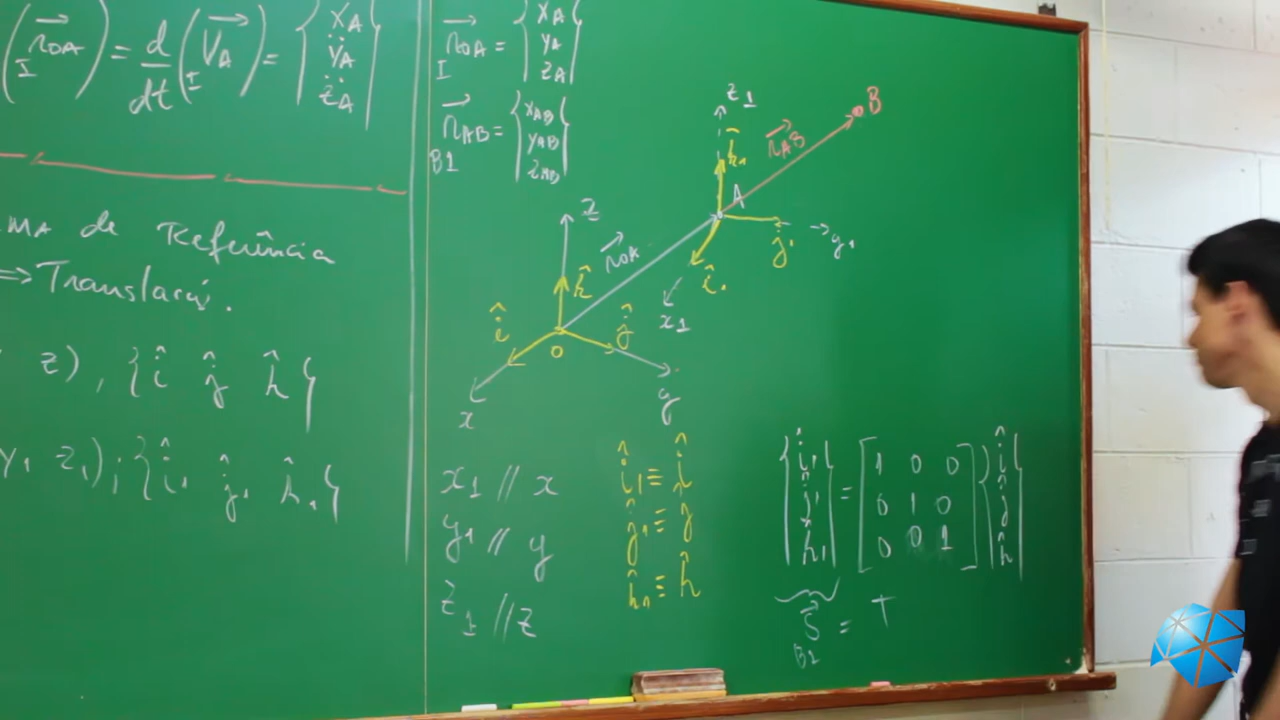 (I r⃗OA) = d/dt (I V⃗A) = {ẍA ÿA z̈A}
MA de Referência
=> Translação.
z), {î ĵ k̂}
y₁ z₁); {î₁ ĵ₁ k̂₁}
I r⃗OA = {xA yA zA}
B1 r⃗AB = {xAB yAB zAB}
z₁
B
r⃗AB
k̂₁
A
ĵ₁ y₁
î₁
x₁
z
r⃗OA
k̂
î
ĵ
O
x
y
x₁ // x
y₁ // y
z₁ // z
î₁ ≡ î
ĵ₁ ≡ ĵ
k̂₁ ≡ k̂
{î₁ ĵ₁ k̂₁} = [1 0 0
0 1 0
0 0 1] {î ĵ k̂}
B1 S⃗ = T